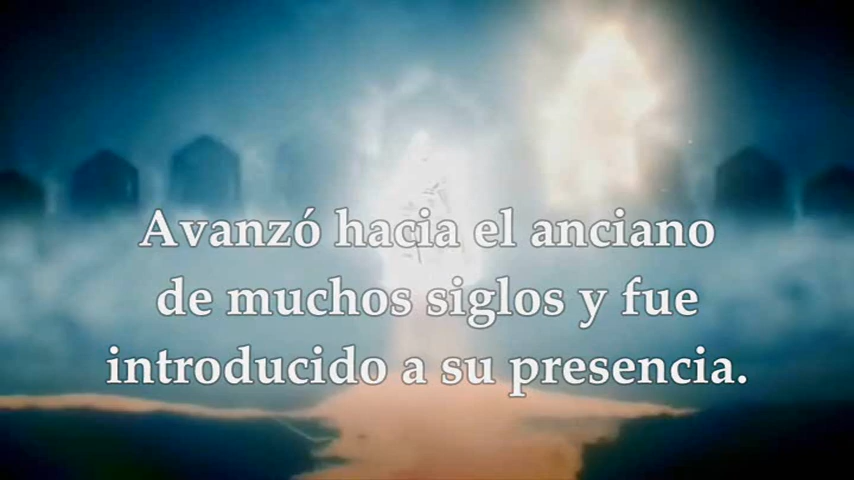 Avanzó hacia el anciano
de muchos siglos y fue
introducido a su presencia.